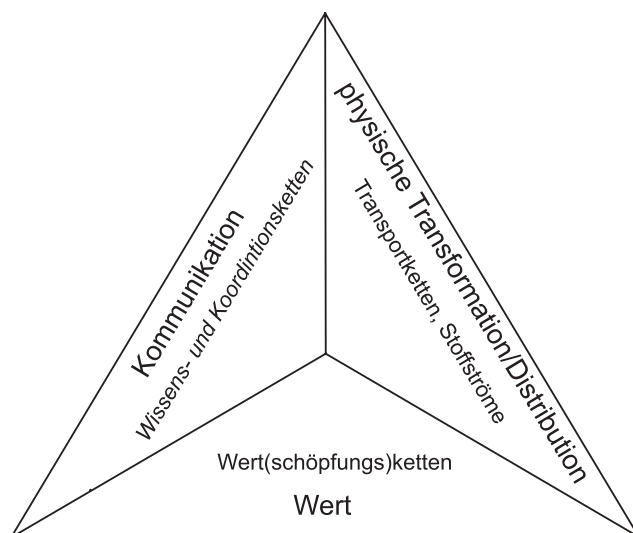 Kommunikation
Wissens- und Koordintionsketten
physische Transformation/Distribution
Transportketten, Stoffströme
Wert(schöpfungs)ketten
Wert